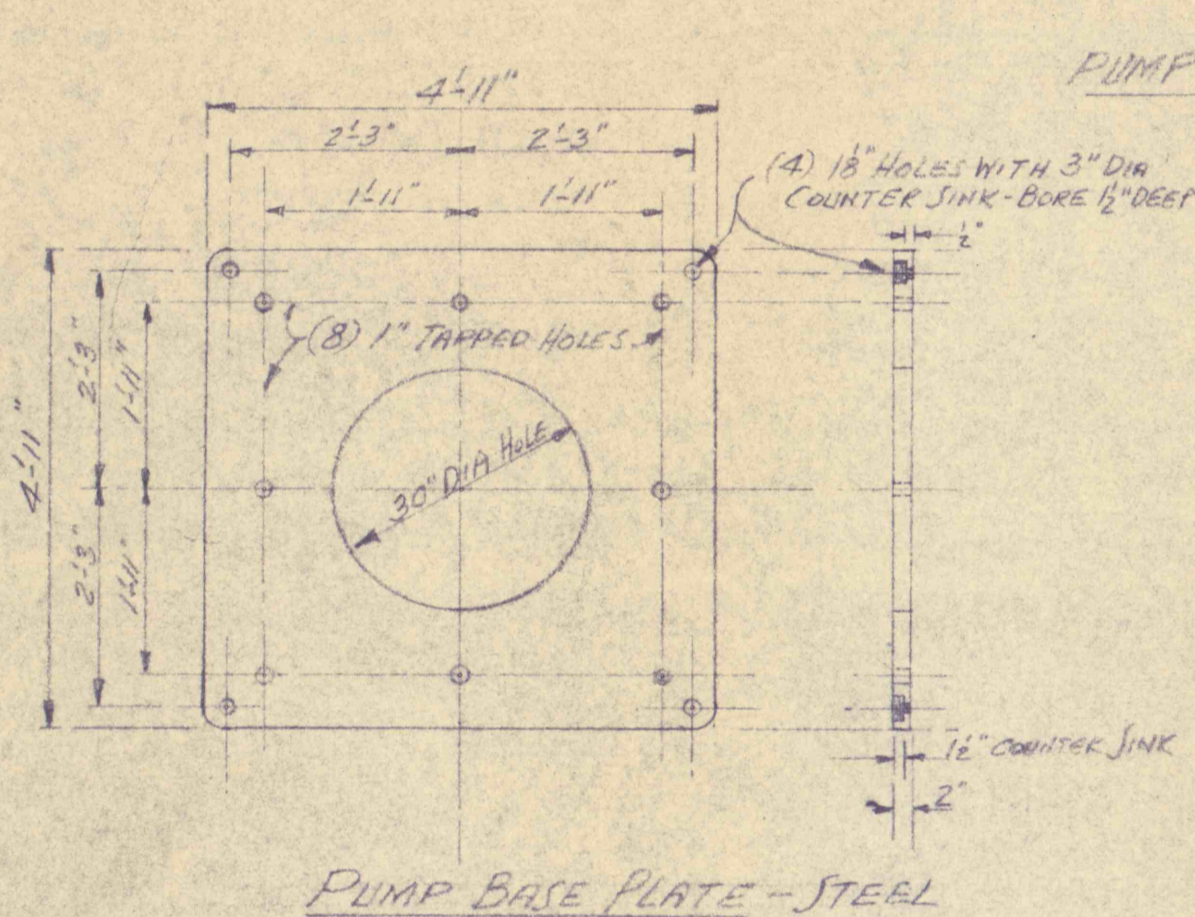 PUMP
4'-11"
2'-3" 2'-3"
1'-11" 1'-11"
(4) 1⅛" HOLES WITH 3" DIA
COUNTER SINK-BORE 1½" DEEP
½"
(8) 1" TAPPED HOLES
2'-3"
1'-11"
4'-11"
30" DIA HOLE
2'-3"
1'-11"
1½" COUNTER SINK
2"
PUMP BASE PLATE - STEEL